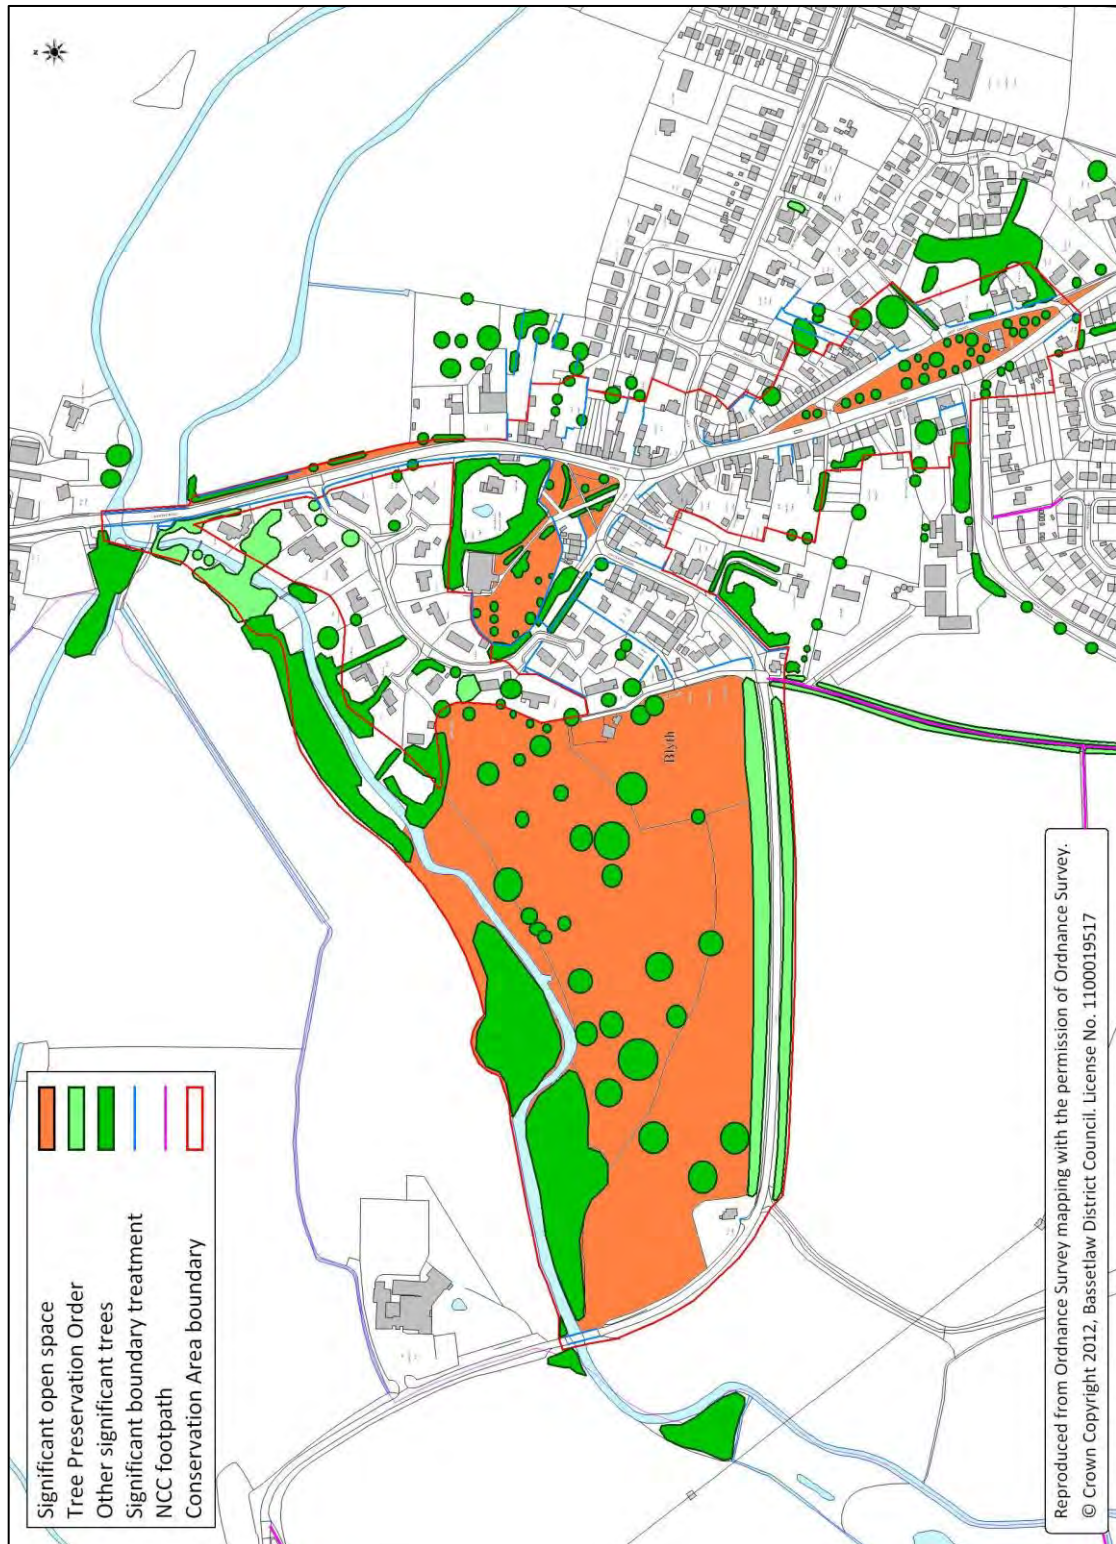 N
Significant open space
Tree Preservation Order
Other significant trees
Significant boundary treatment
NCC footpath
Conservation Area boundary
Blyth
Reproduced from Ordnance Survey mapping with the permission of Ordnance Survey.
© Crown Copyright 2012, Bassetlaw District Council. License No. 1100019517